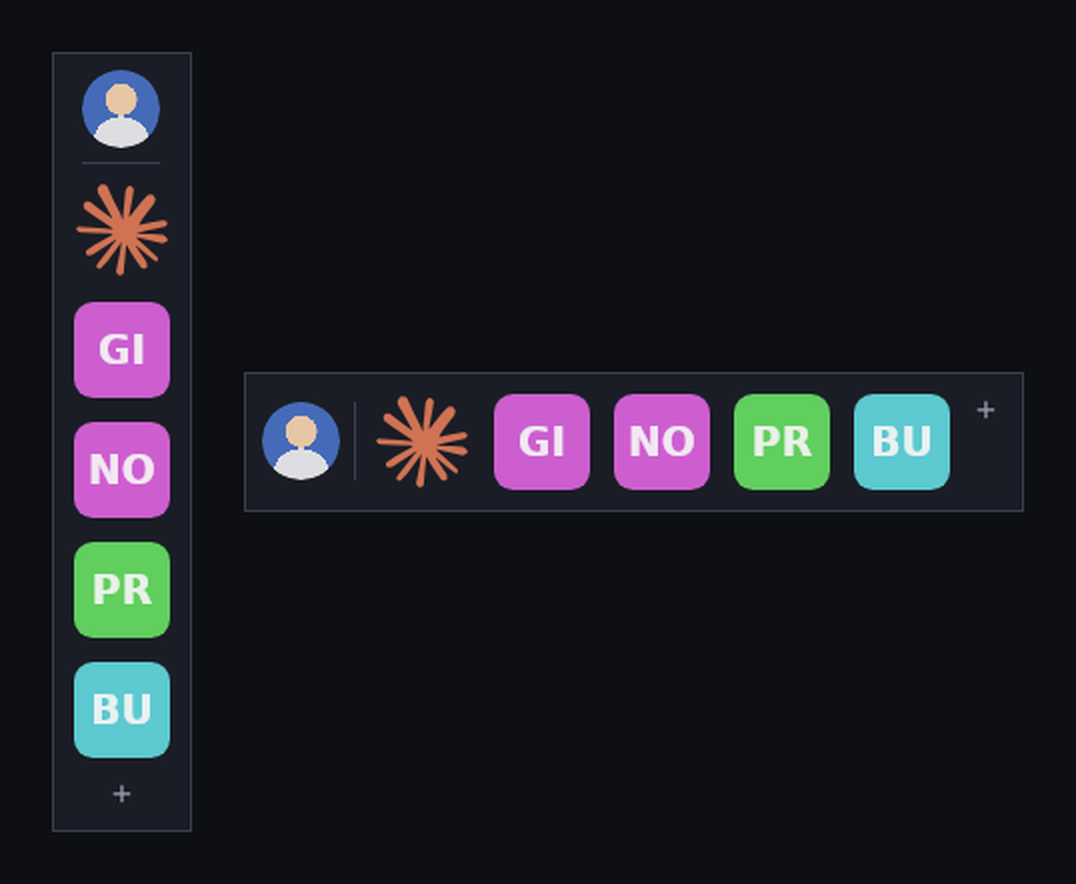 GI
NO
PR
BU
+
GI NO PR BU +